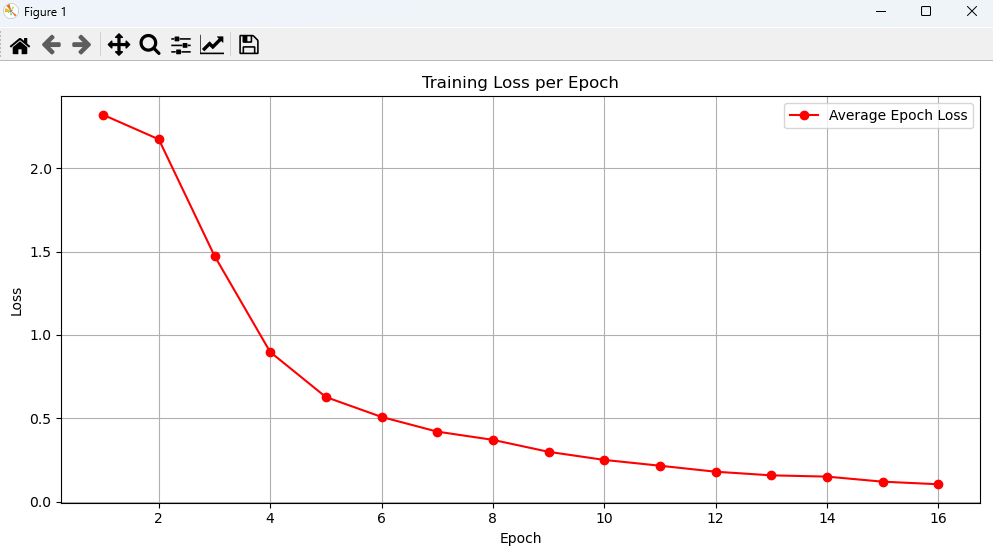 Figure 1
Training Loss per Epoch
Average Epoch Loss
2.0
1.5
1.0
0.5
0.0
Loss
2 4 6 8 10 12 14 16
Epoch